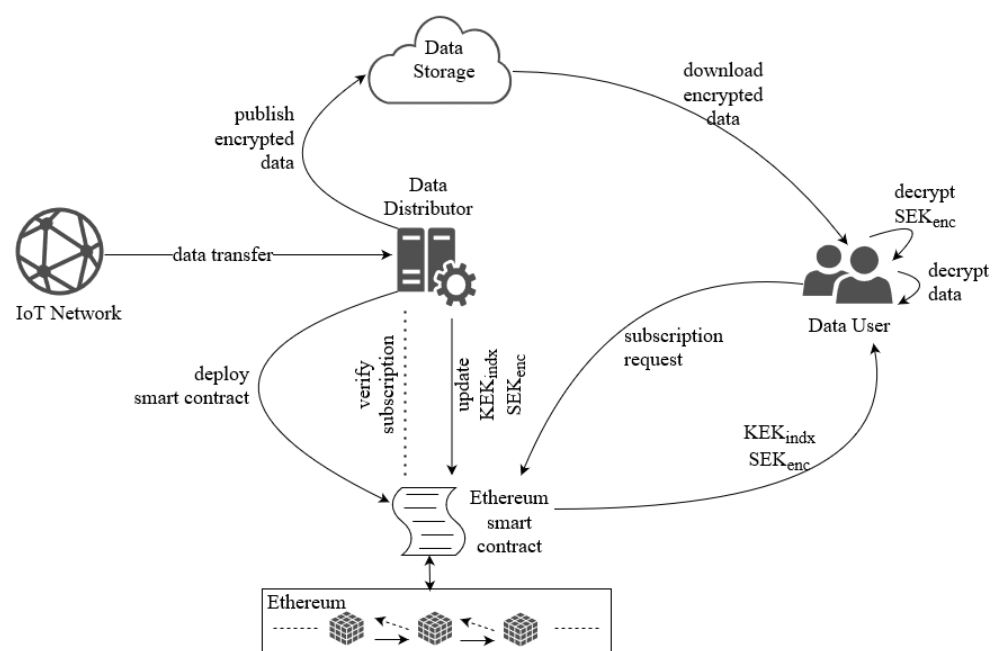 Data
Storage
download
encrypted
data
publish
encrypted
data
Data
Distributor
decrypt
SEKenc
data transfer
decrypt
data
IoT Network
Data User
subscription
request
deploy
smart contract
verify
subscription
update
KEKindx
SEKenc
KEKindx
SEKenc
Ethereum
smart
contract
Ethereum